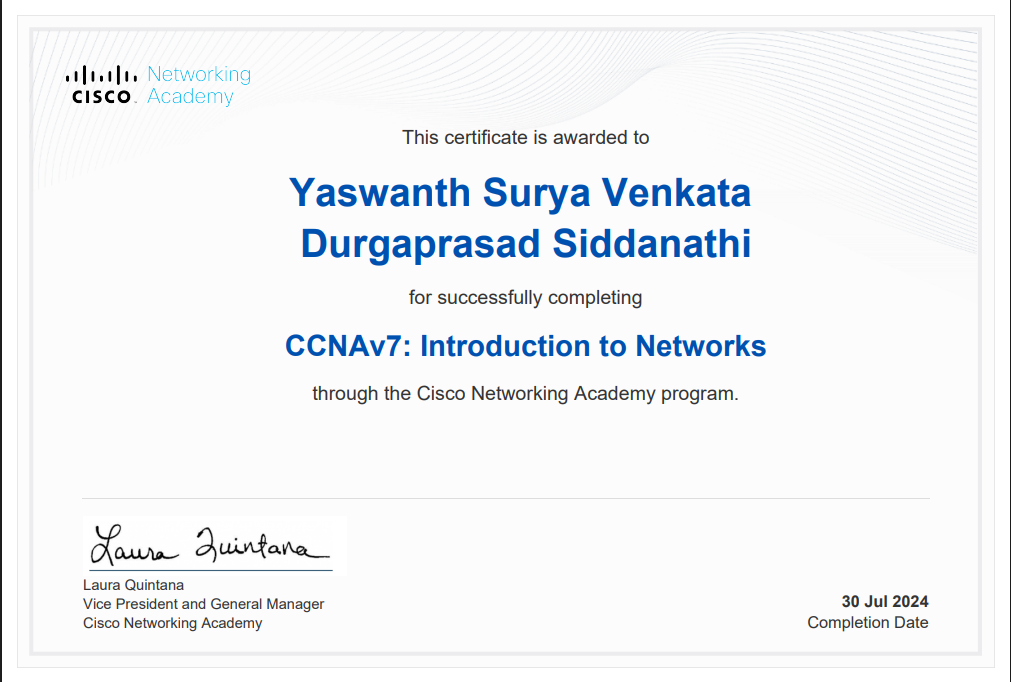 Networking
CISCO Academy
This certificate is awarded to
Yaswanth Surya Venkata
Durgaprasad Siddanathi
for successfully completing
CCNAv7: Introduction to Networks
through the Cisco Networking Academy program.
Laura Quintana
Laura Quintana
Vice President and General Manager
Cisco Networking Academy
30 Jul 2024
Completion Date